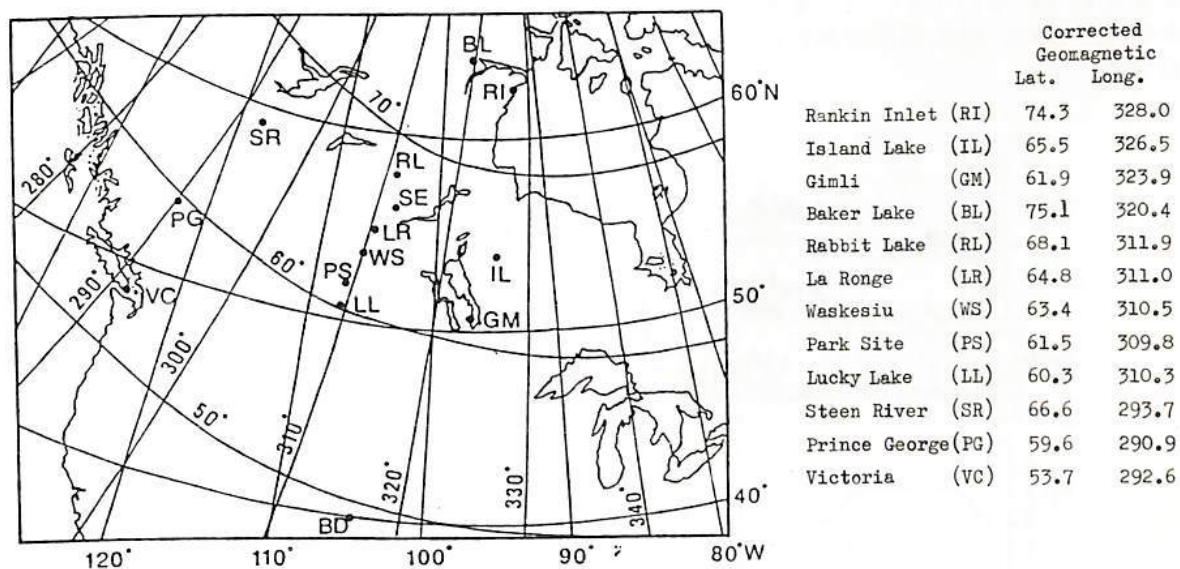 BL
RI
60°N
70°
SR
RL
SE
280°
PG
LR
WS
60°
PS
IL
290°
VC
LL
GM
50°
300°
50°
310°
320°
330°
340°
40°
BD
120°
110°
100°
90°
80°W
Corrected
Geomagnetic
Lat. Long.
Rankin Inlet (RI) 74.3 328.0
Island Lake (IL) 65.5 326.5
Gimli (GM) 61.9 323.9
Baker Lake (BL) 75.1 320.4
Rabbit Lake (RL) 68.1 311.9
La Ronge (LR) 64.8 311.0
Waskesiu (WS) 63.4 310.5
Park Site (PS) 61.5 309.8
Lucky Lake (LL) 60.3 310.3
Steen River (SR) 66.6 293.7
Prince George(PG) 59.6 290.9
Victoria (VC) 53.7 292.6